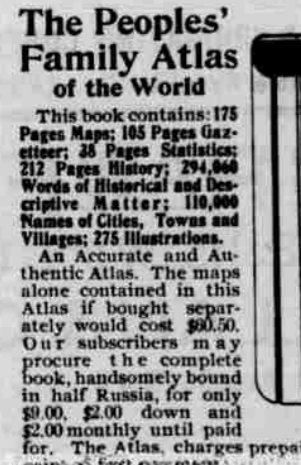 The Peoples'
Family Atlas
of the World
This book contains: 175
Pages Maps; 105 Pages Gaz-
etteer; 38 Pages Statistics;
212 Pages History; 294,060
Words of Historical and Des-
criptive Matter; 110,000
Names of Cities, Towns and
Villages; 275 Illustrations.
An Accurate and Au-
thentic Atlas. The maps
alone contained in this
Atlas if bought separ-
ately would cost $60.50.
Our subscribers may
procure the complete
book, handsomely bound
in half Russia, for only
$9.00, $2.00 down and
$2.00 monthly until paid
for. The Atlas, charges prepai